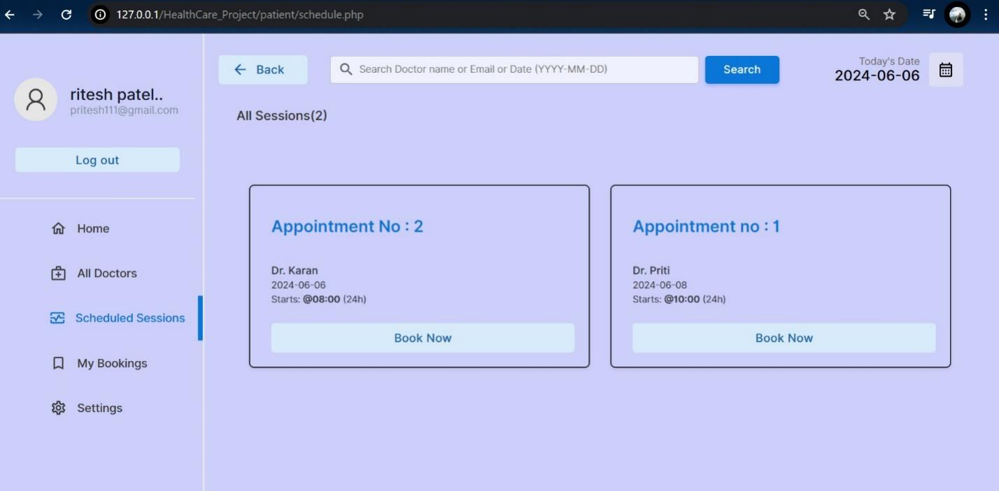 127.0.0.1/HealthCare_Project/patient/schedule.php
ritesh patel..
pritesh111@gmail.com
Log out
Home
All Doctors
Scheduled Sessions
My Bookings
Settings
Back
Search Doctor name or Email or Date (YYYY-MM-DD)
Search
Today's Date
2024-06-06
All Sessions(2)
Appointment No : 2
Dr. Karan
2024-06-06
Starts: @08:00 (24h)
Book Now
Appointment no : 1
Dr. Priti
2024-06-08
Starts: @10:00 (24h)
Book Now